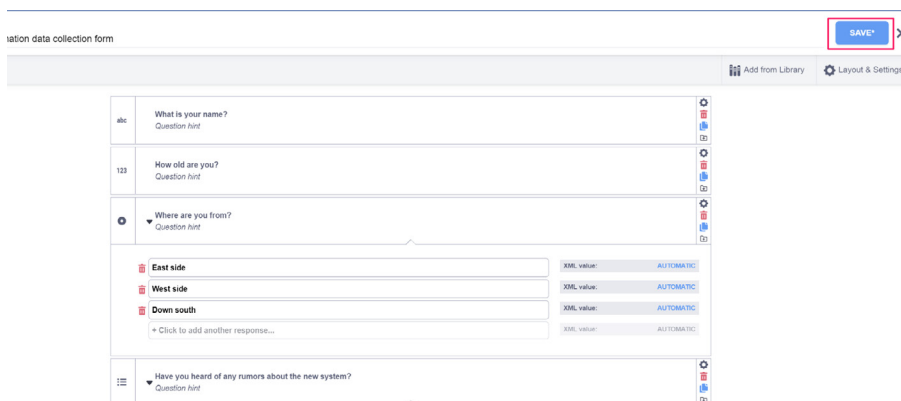 SAVE*
nation data collection form
Add from Library
Layout & Settings
abc
What is your name?
Question hint
123
How old are you?
Question hint
Where are you from?
Question hint
East side
XML value:
AUTOMATIC
West side
XML value:
AUTOMATIC
Down south
XML value:
AUTOMATIC
+ Click to add another response...
XML value:
AUTOMATIC
Have you heard of any rumors about the new system?
Question hint